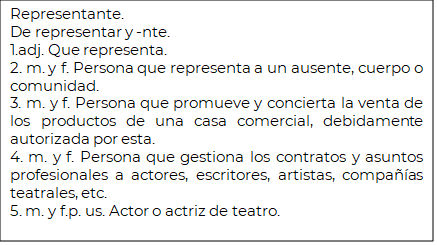 Representante.
De representar y -nte.
1.adj. Que representa.
2. m. y f. Persona que representa a un ausente, cuerpo o
comunidad.
3. m. y f. Persona que promueve y concierta la venta de
los productos de una casa comercial, debidamente
autorizada por esta.
4. m. y f. Persona que gestiona los contratos y asuntos
profesionales a actores, escritores, artistas, compañías
teatrales, etc.
5. m. y f.p. us. Actor o actriz de teatro.